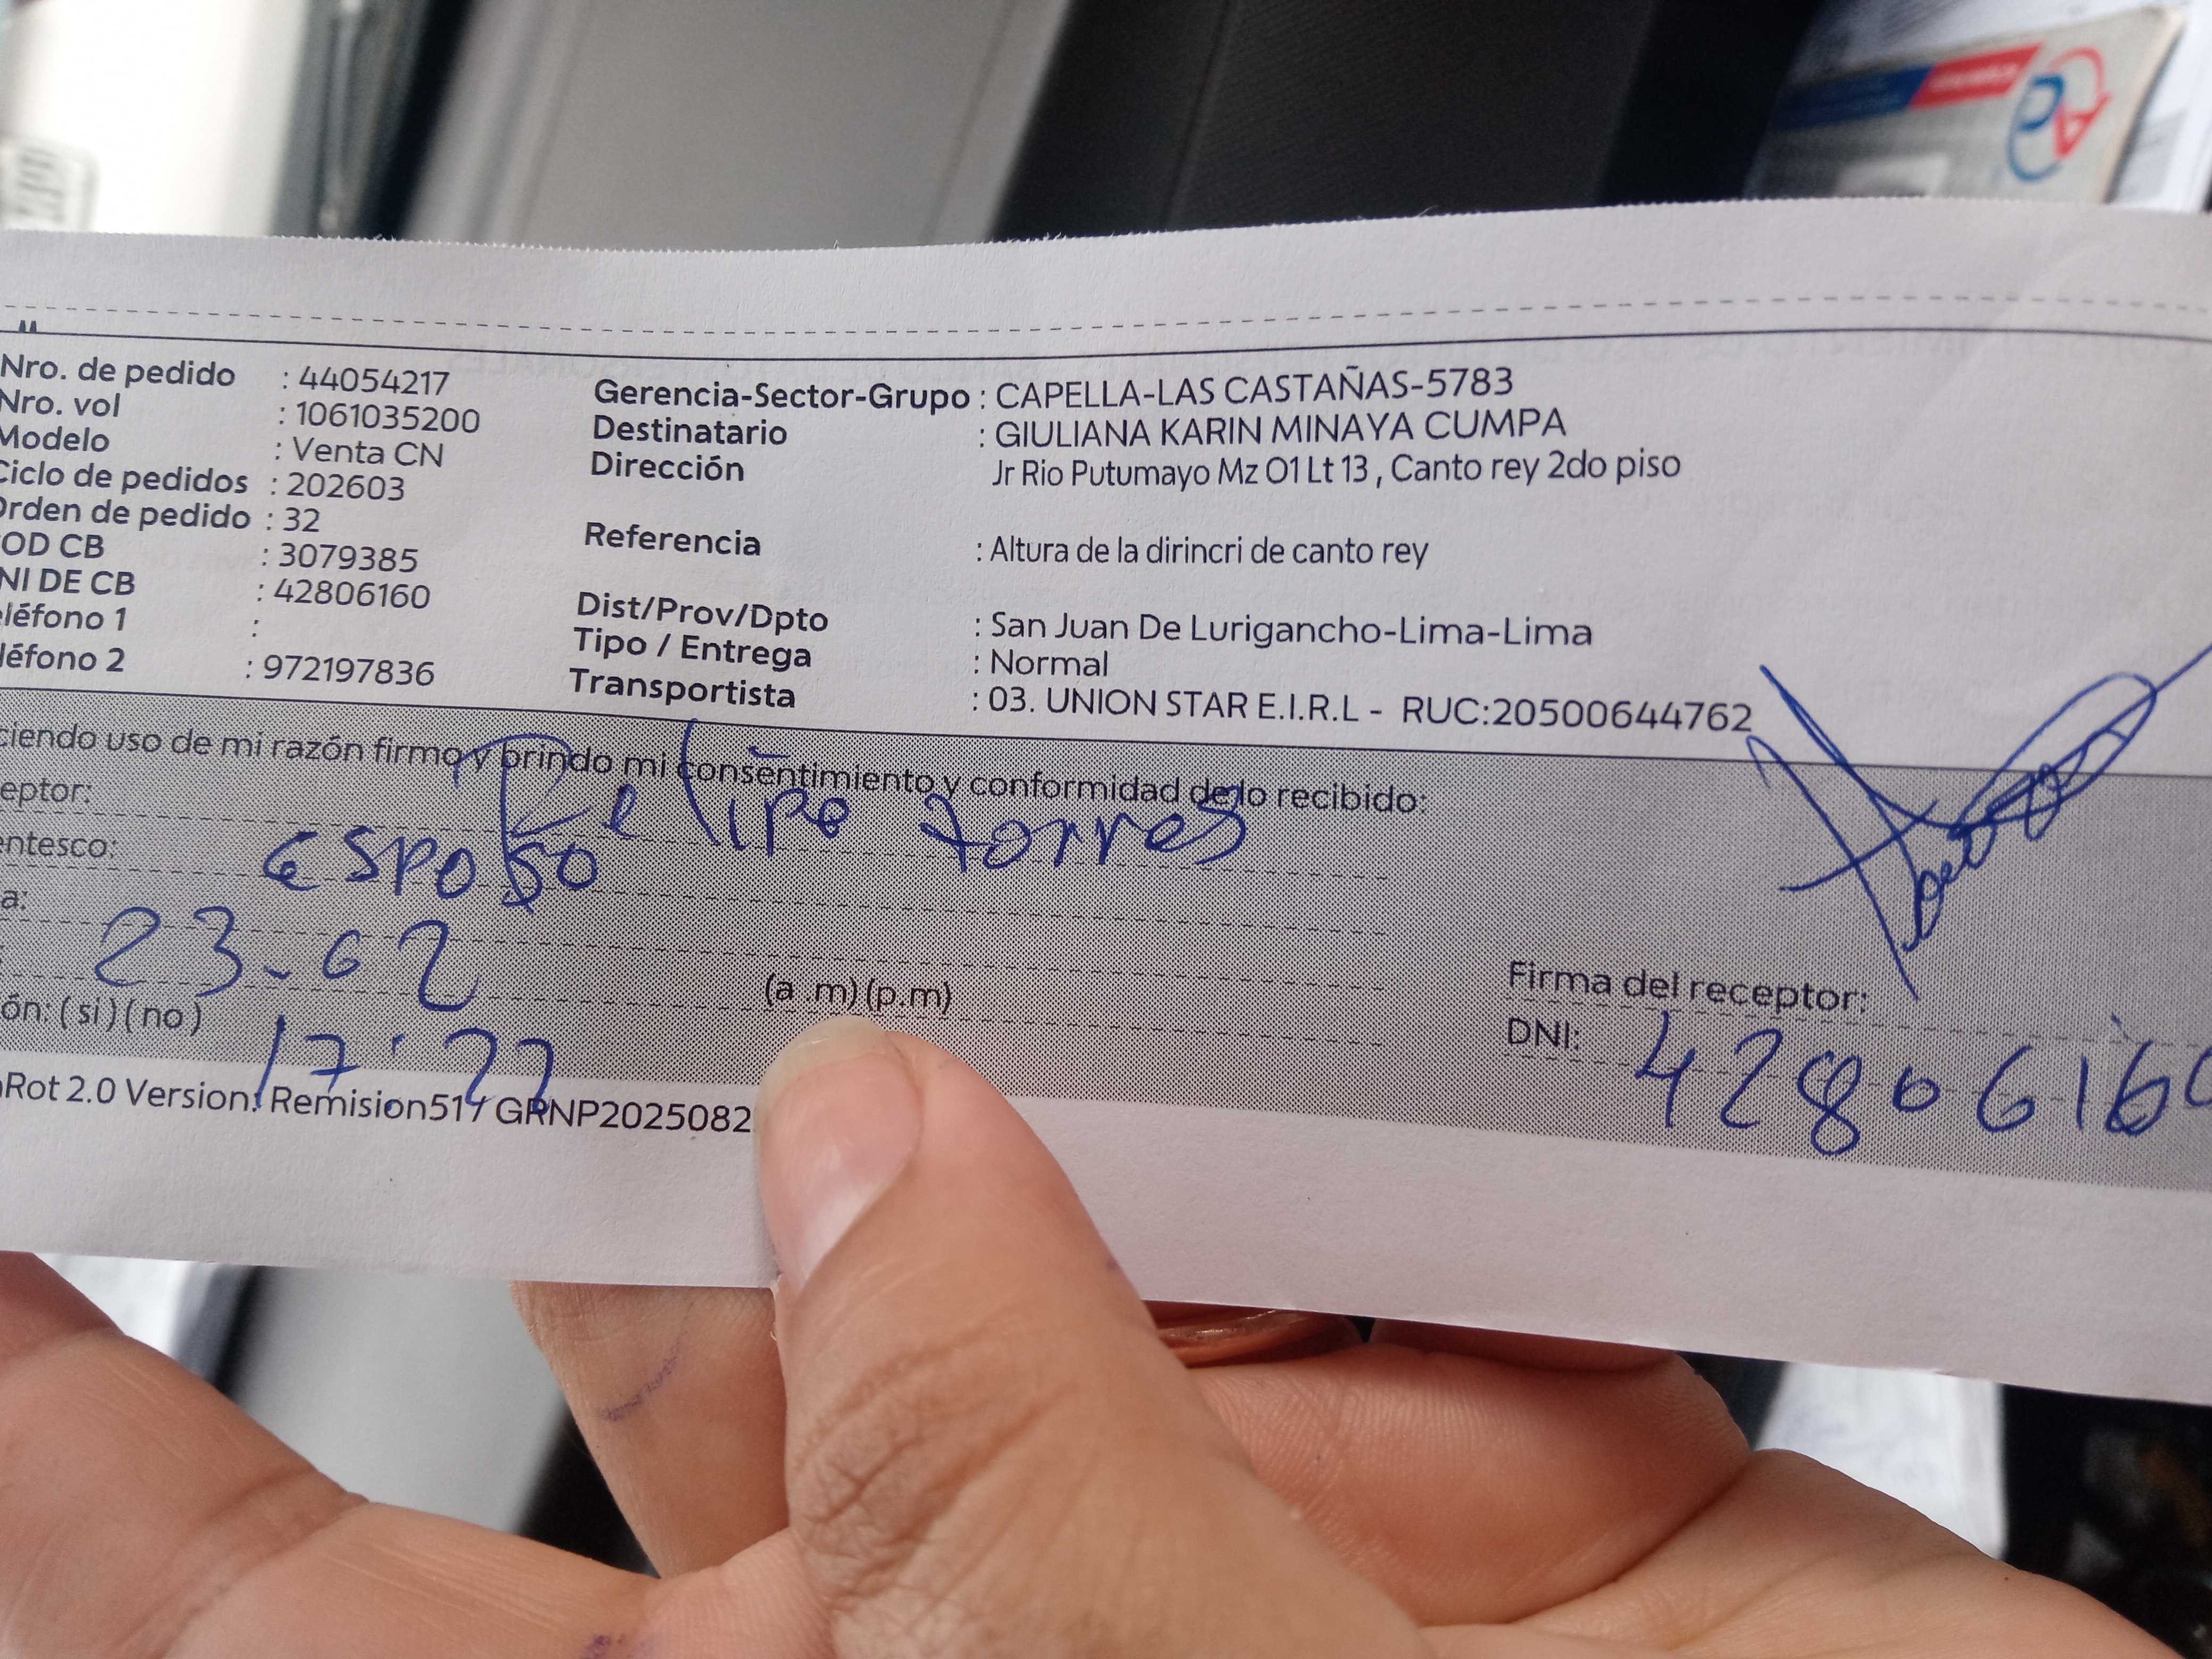 Nro. de pedido : 44054217
Nro. vol : 1061035200
Modelo : Venta CN
Ciclo de pedidos : 202603
Orden de pedido : 32
OD CB : 3079385
NI DE CB : 42806160
eléfono 1 :
léfono 2 : 972197836
Gerencia-Sector-Grupo : CAPELLA-LAS CASTAÑAS-5783
Destinatario : GIULIANA KARIN MINAYA CUMPA
Dirección Jr Rio Putumayo Mz O1 Lt 13 , Canto rey 2do piso
Referencia : Altura de la dirincri de canto rey
Dist/Prov/Dpto : San Juan De Lurigancho-Lima-Lima
Tipo / Entrega : Normal
Transportista : 03. UNION STAR E.I.R.L - RUC:20500644762
ciendo uso de mi razón firmo y brindo mi consentimiento y conformidad de lo recibido:
eptor: Felipe torres
entesco: esposo
a: 23-02
(a .m) (p.m)
ón: ( si ) ( no ) 17:22
Firma del receptor:
DNI: 4280616
Rot 2.0 Version: Remision517 GRNP2025082